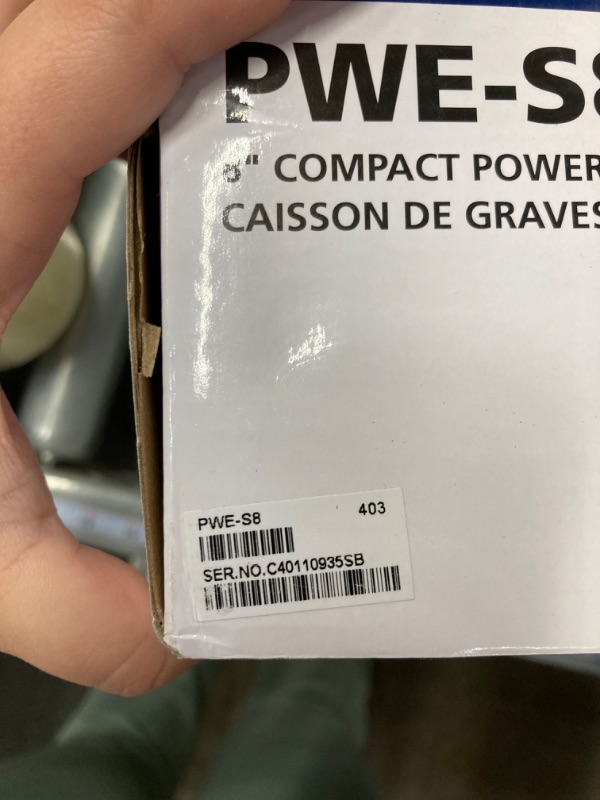 PWE-S8
8" COMPACT POWER
CAISSON DE GRAVES
PWE-S8 403
SER.NO.C40110935SB